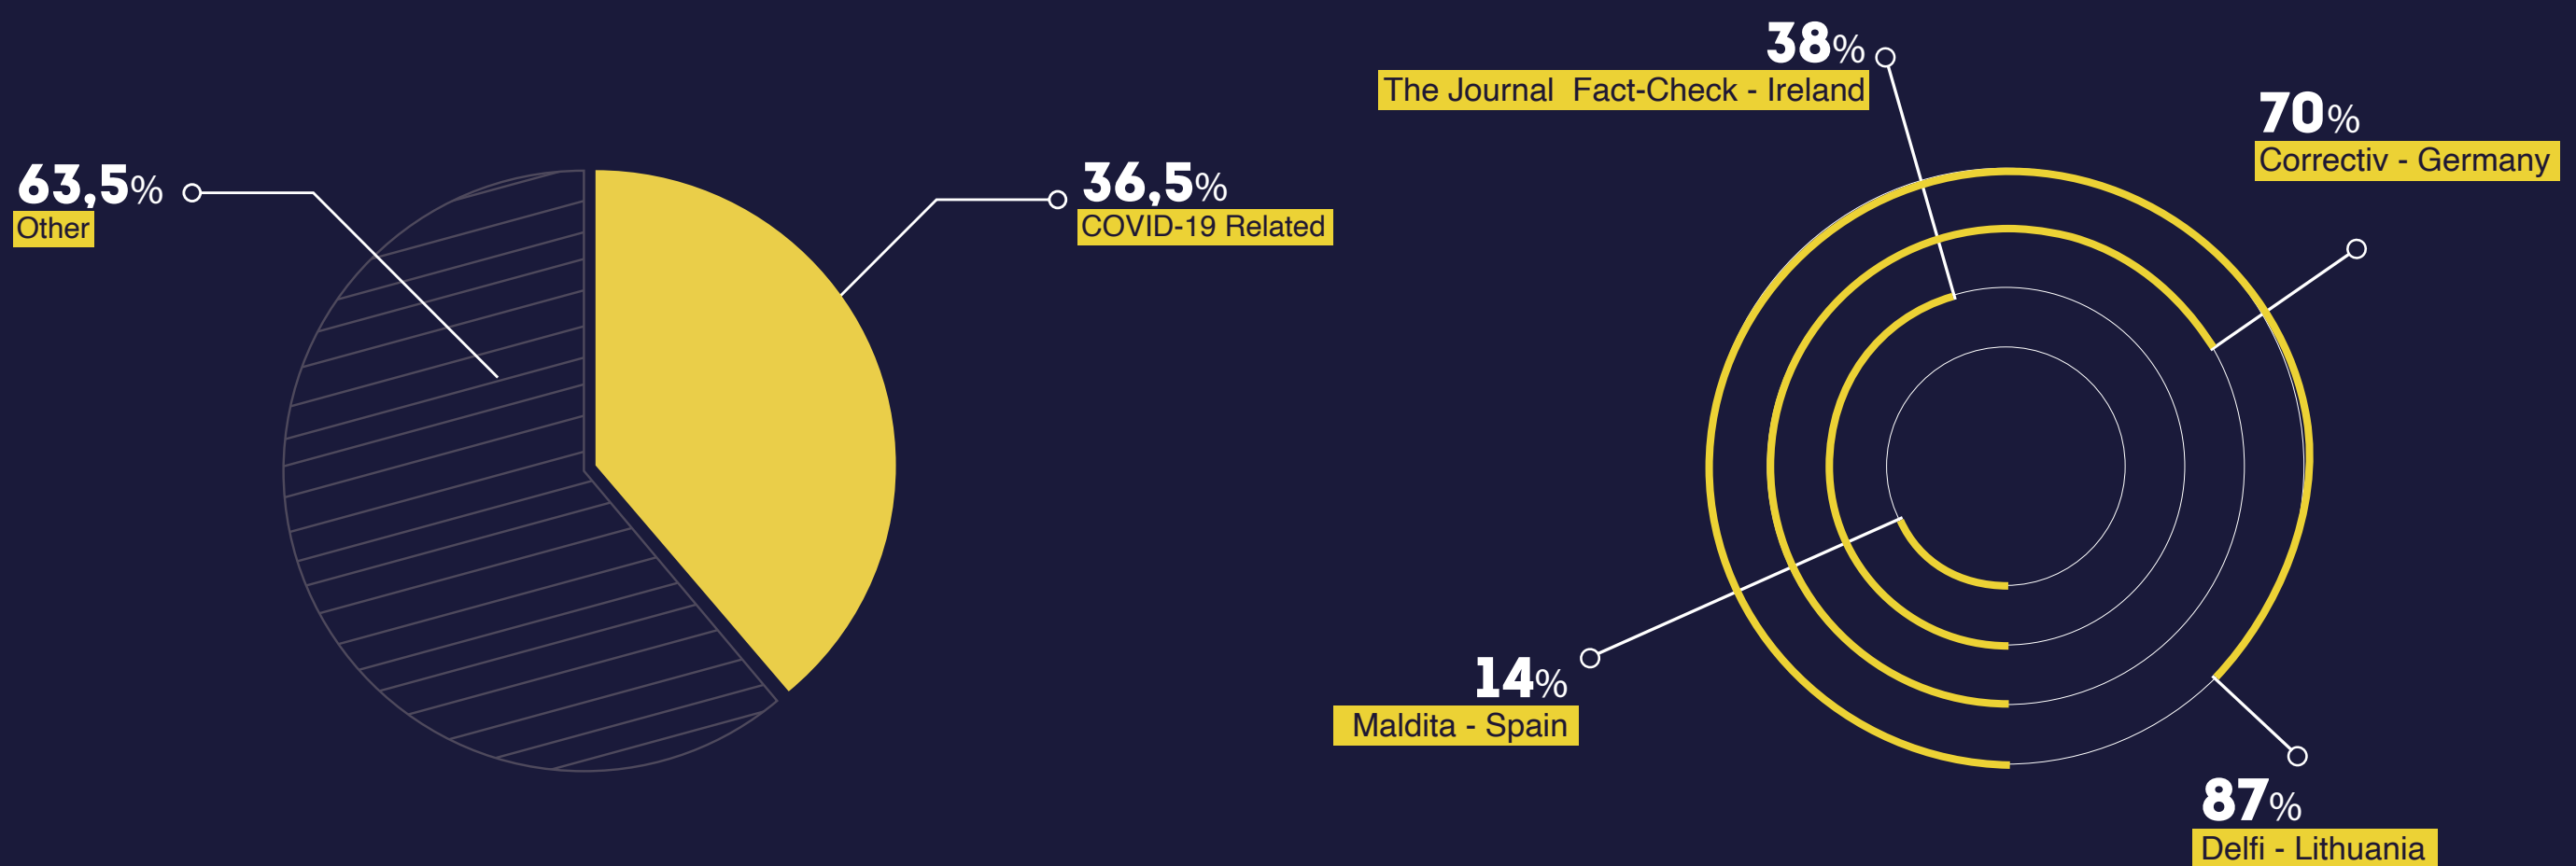 63,5%
Other
36,5%
COVID-19 Related
38%
The Journal  Fact-Check - Ireland
70%
Correctiv - Germany
14%
Maldita - Spain
87%
Delfi - Lithuania